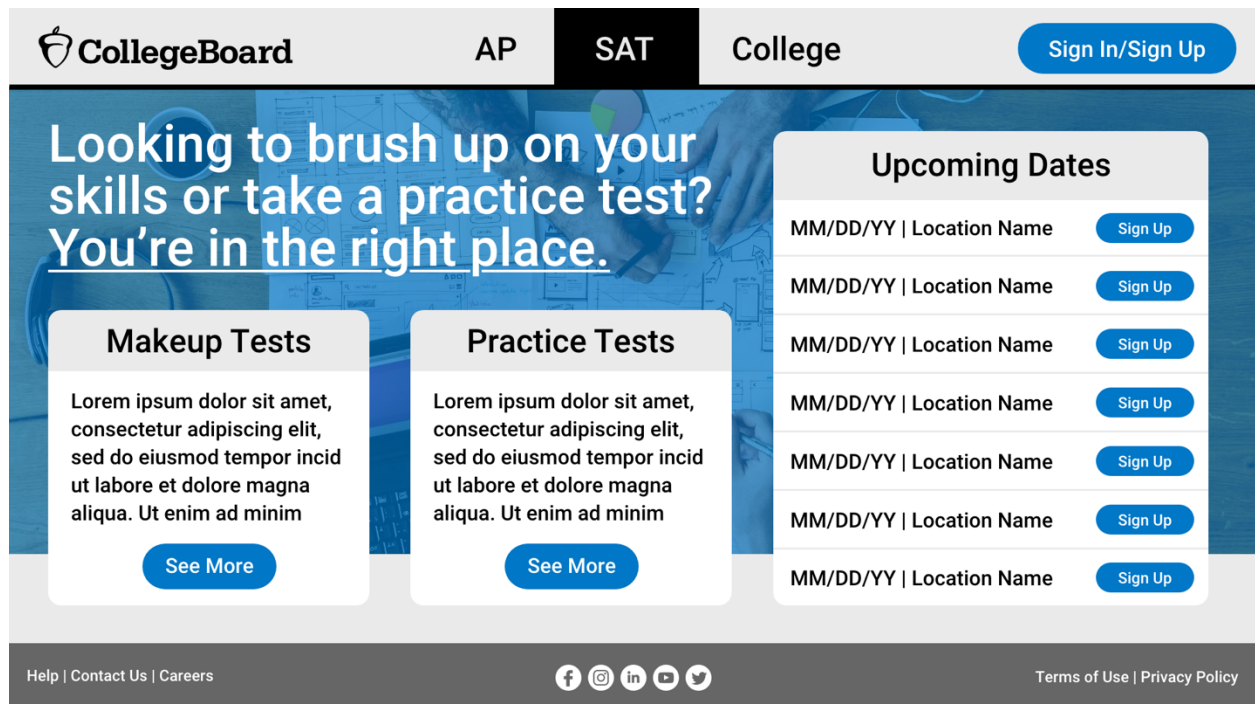 CollegeBoard
AP
SAT
College
Sign In/Sign Up
Looking to brush up on your
skills or take a practice test?
You're in the right place.
Makeup Tests
Lorem ipsum dolor sit amet,
consectetur adipiscing elit,
sed do eiusmod tempor incid
ut labore et dolore magna
aliqua. Ut enim ad minim
See More
Practice Tests
Lorem ipsum dolor sit amet,
consectetur adipiscing elit,
sed do eiusmod tempor incid
ut labore et dolore magna
aliqua. Ut enim ad minim
See More
Upcoming Dates
MM/DD/YY | Location Name
Sign Up
MM/DD/YY | Location Name
Sign Up
MM/DD/YY | Location Name
Sign Up
MM/DD/YY | Location Name
Sign Up
MM/DD/YY | Location Name
Sign Up
MM/DD/YY | Location Name
Sign Up
MM/DD/YY | Location Name
Sign Up
Help | Contact Us | Careers
f
in
Terms of Use | Privacy Policy